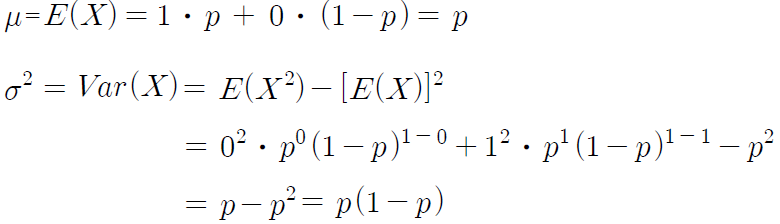 μ=E(X)=1・p+0・(1−p)=p
σ²=Var(X)=E(X²)−[E(X)]²
=0²・p⁰(1−p)¹⁻⁰+1²・p¹(1−p)¹⁻¹−p²
=p−p²=p(1−p)